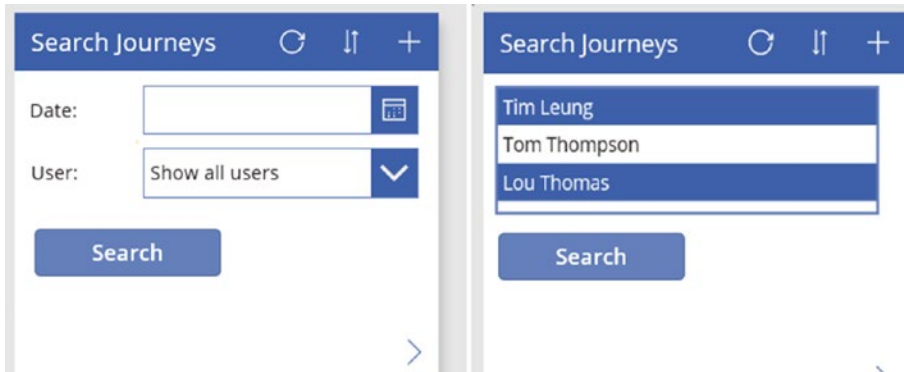 Search Journeys
Date:
User: Show all users
Search
Search Journeys
Tim Leung
Tom Thompson
Lou Thomas
Search